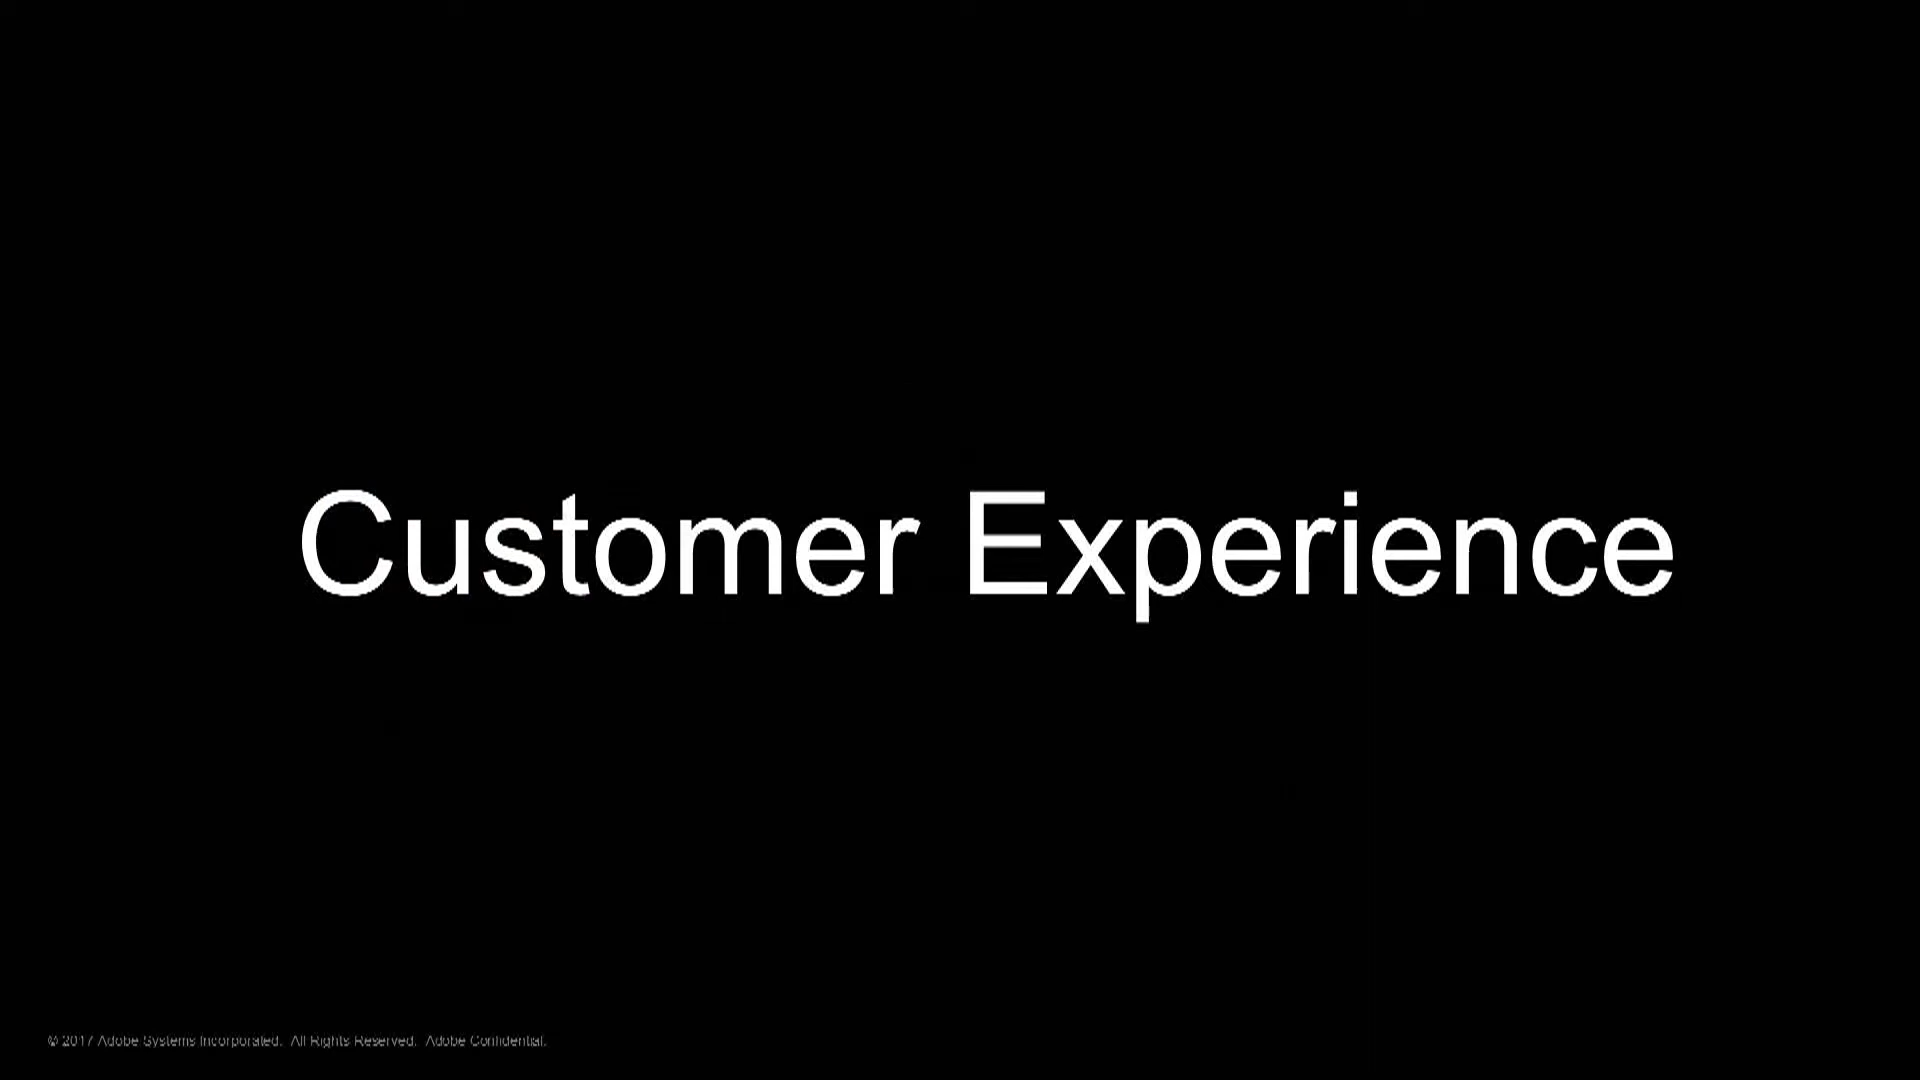 Customer Experience
© 2017 Adobe Systems Incorporated. All Rights Reserved. Adobe Confidential.